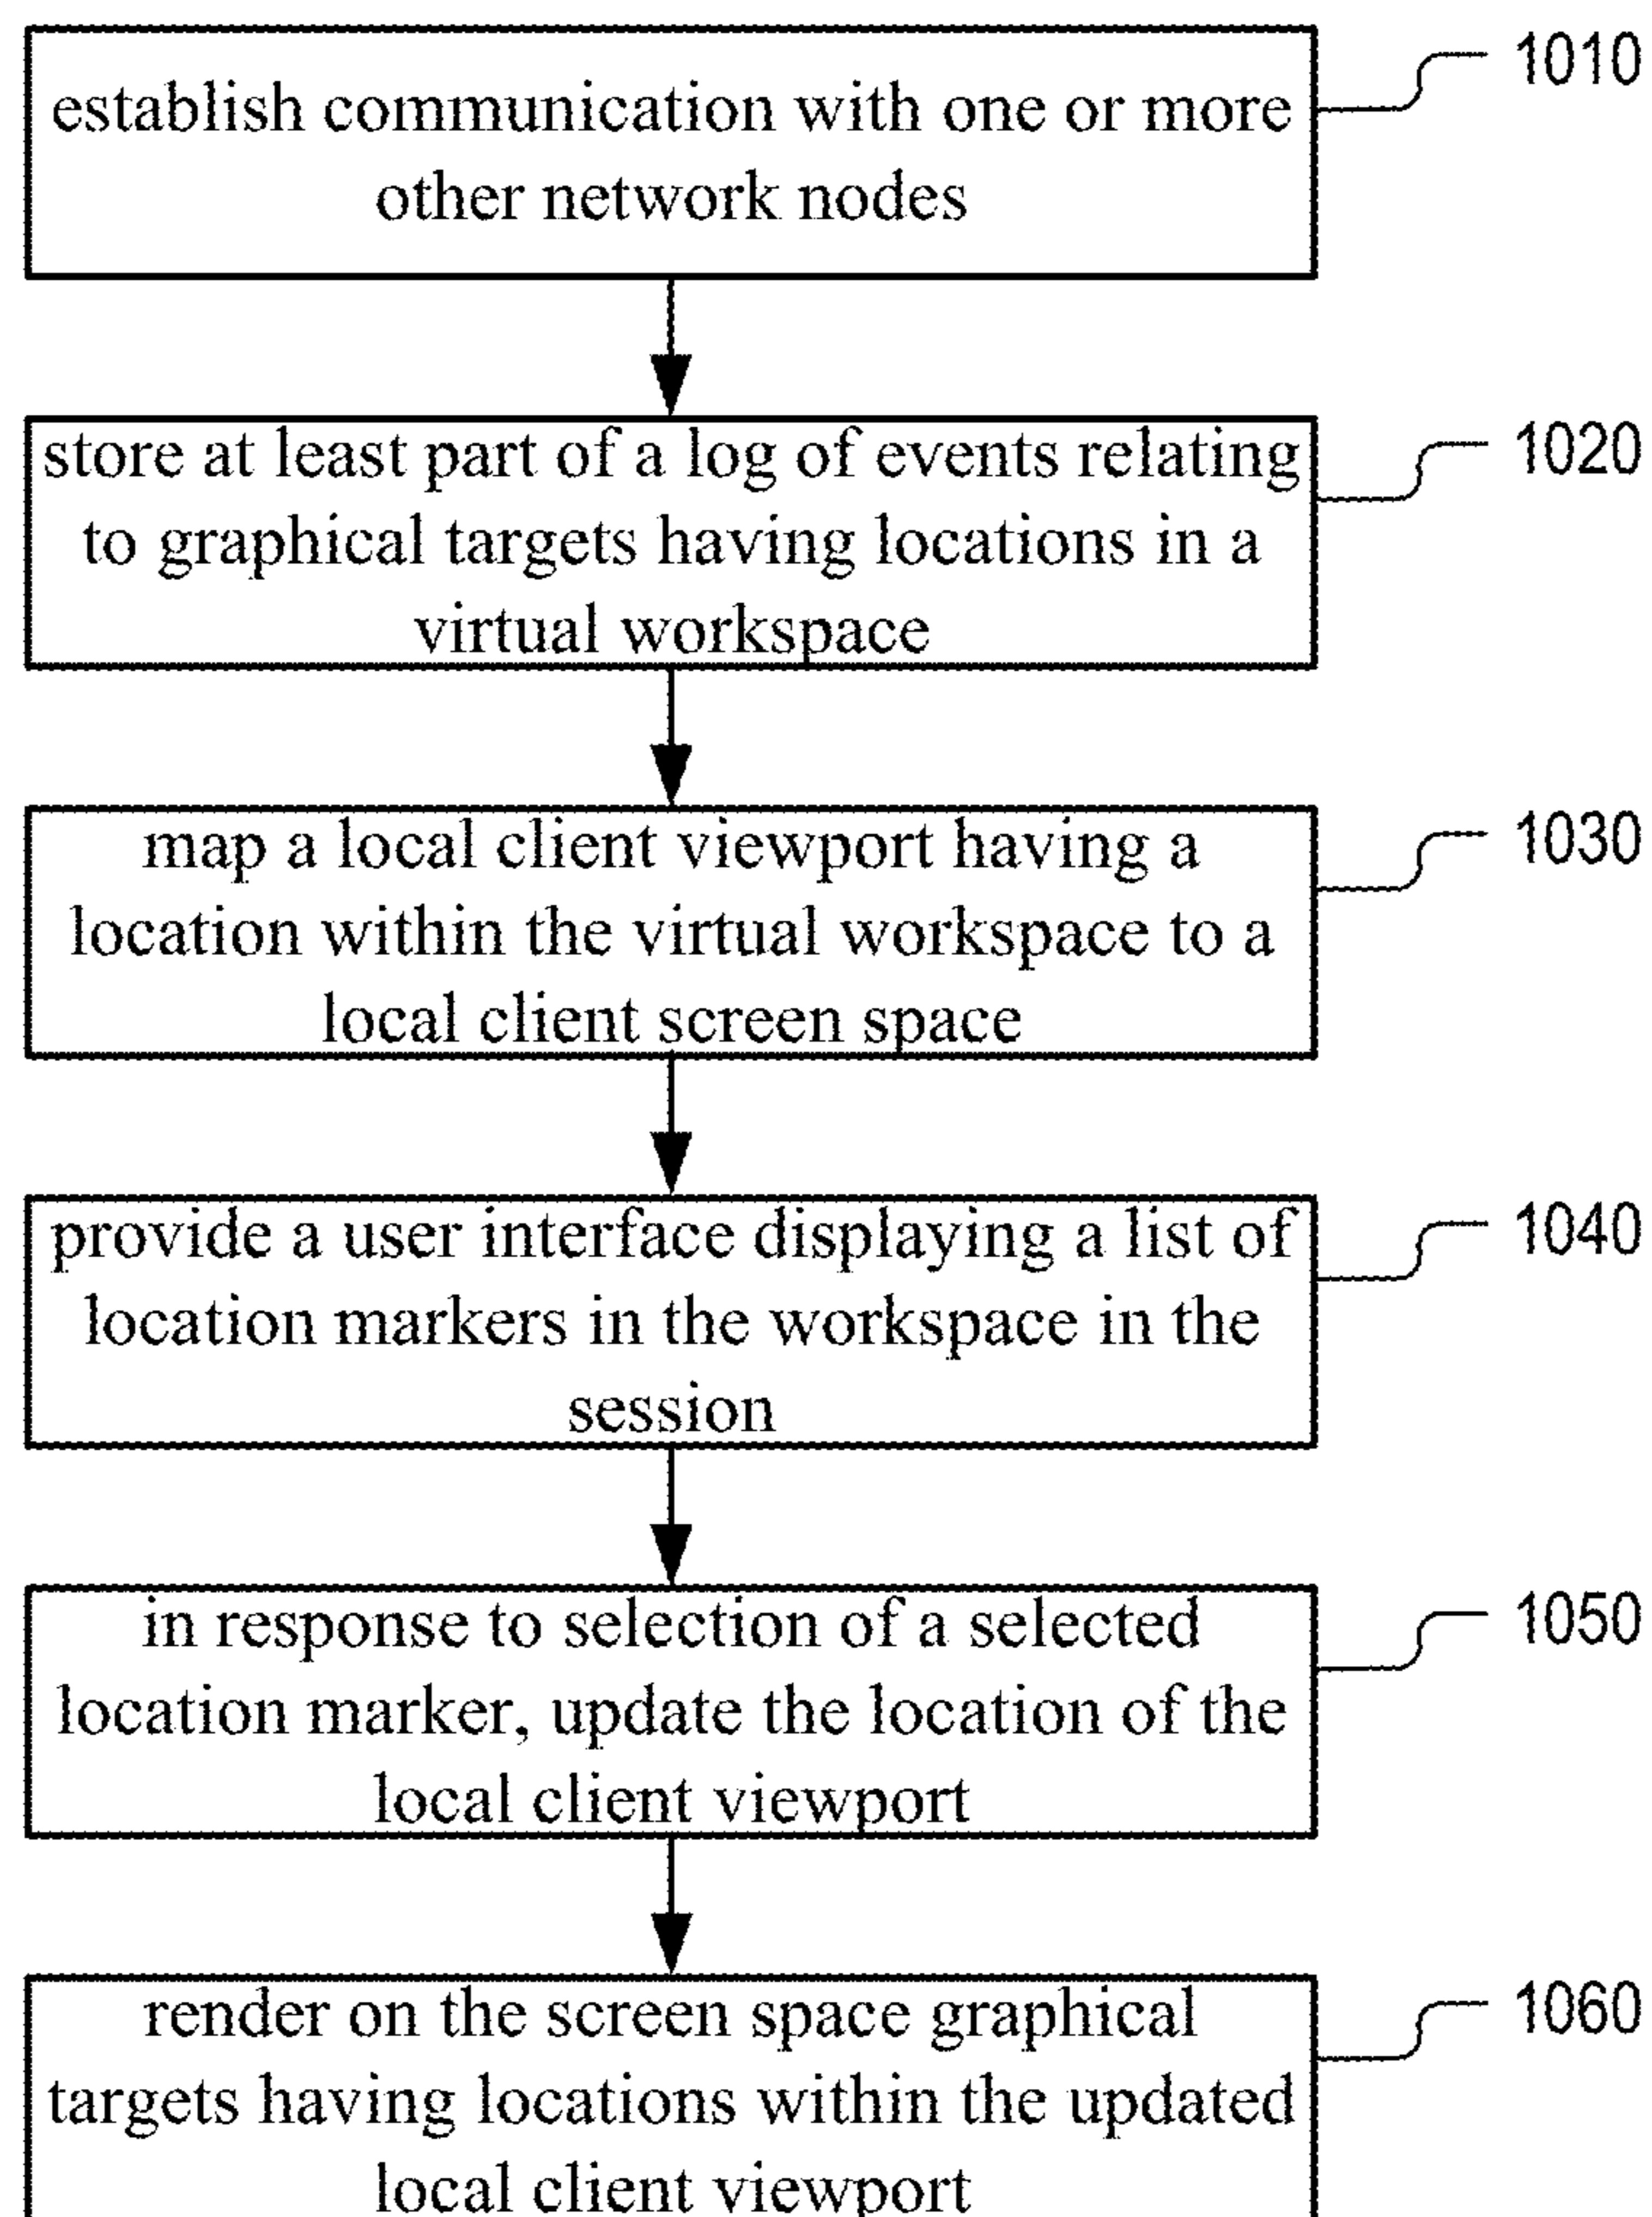 establish communication with one or more
other network nodes
1010
store at least part of a log of events relating
to graphical targets having locations in a
virtual workspace
1020
map a local client viewport having a
location within the virtual workspace to a
local client screen space
1030
provide a user interface displaying a list of
location markers in the workspace in the
session
1040
in response to selection of a selected
location marker, update the location of the
local client viewport
1050
render on the screen space graphical
targets having locations within the updated
local client viewport
1060